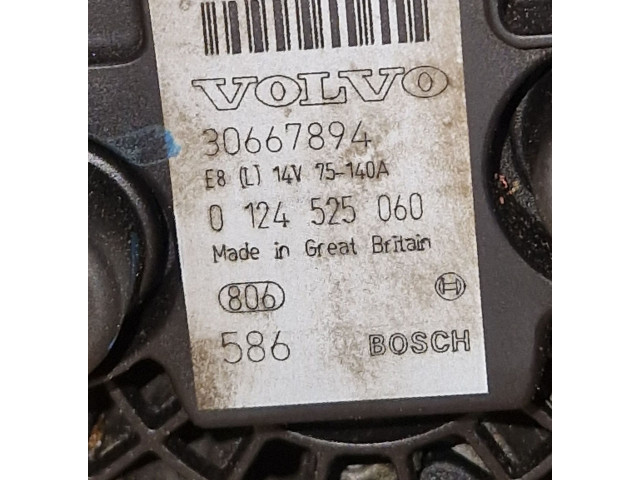 VOLVO
30667894
E8 (L) 14V 75-140A
0 124 525 060
Made in Great Britain
806
586 BOSCH